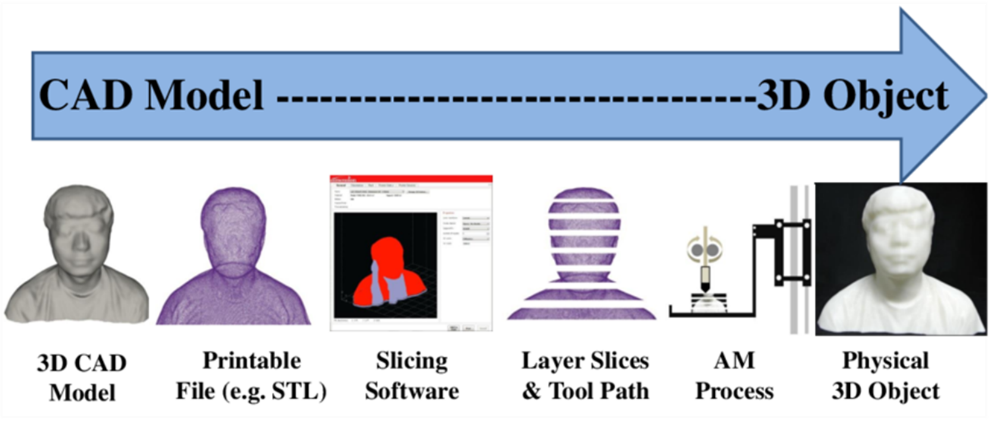 CAD Model ---------------------------------3D Object
3D CAD
Model
Printable
File (e.g. STL)
Slicing
Software
Layer Slices
& Tool Path
AM
Process
Physical
3D Object